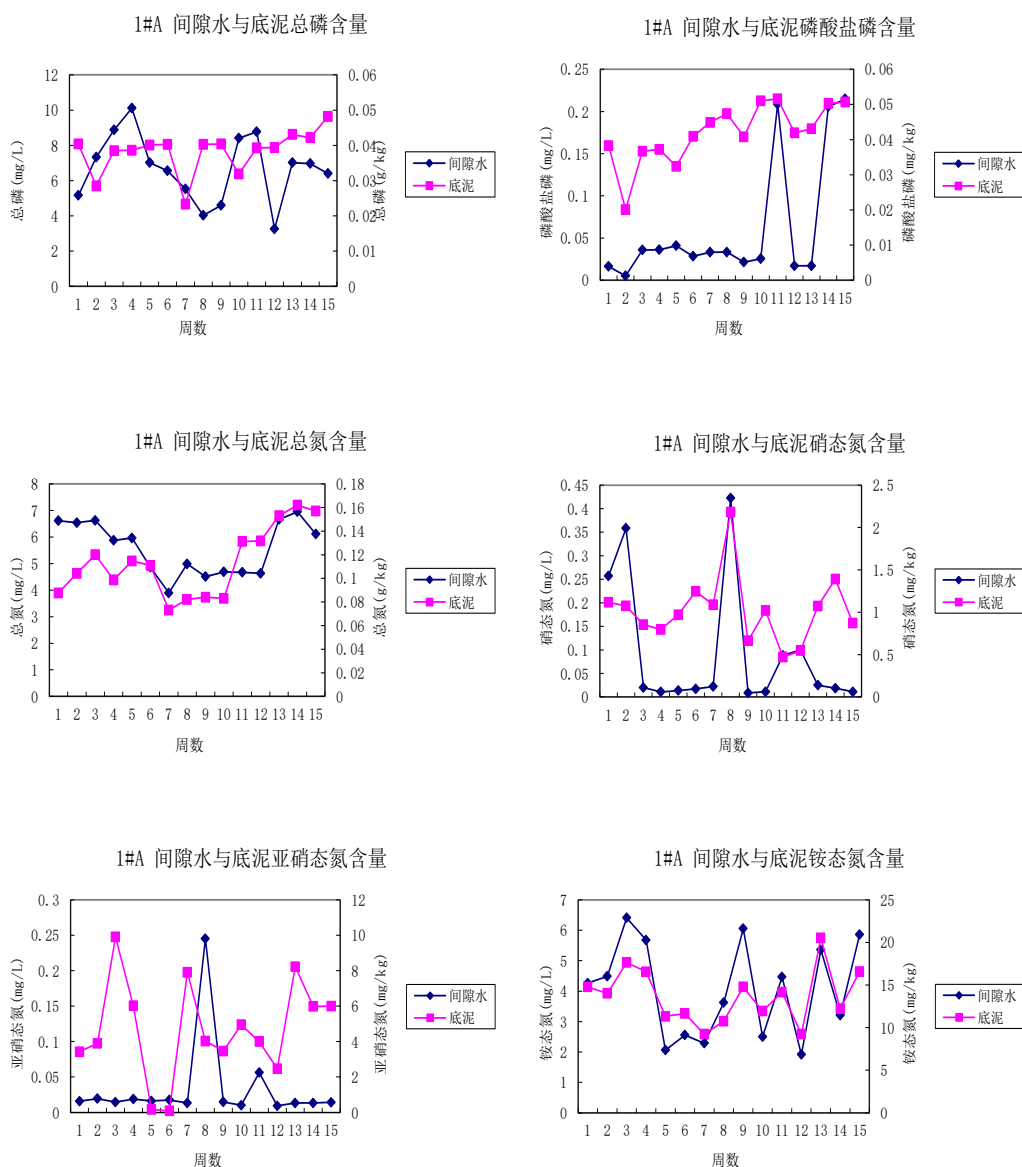 1#A 间隙水与底泥总磷含量
总磷(mg/L)
12
10
8
6
4
2
0
0.06
0.05
0.04
0.03
0.02
0.01
0
总磷(g/kg)
1 2 3 4 5 6 7 8 9 10 11 12 13 14 15
周数
间隙水
底泥
1#A 间隙水与底泥磷酸盐磷含量
磷酸盐磷(mg/L)
0.25
0.2
0.15
0.1
0.05
0
0.06
0.05
0.04
0.03
0.02
0.01
0
磷酸盐磷(mg/kg)
1 2 3 4 5 6 7 8 9 10 11 12 13 14 15
周数
间隙水
底泥
1#A 间隙水与底泥总氮含量
总氮(mg/L)
8
7
6
5
4
3
2
1
0
0.18
0.16
0.14
0.12
0.1
0.08
0.06
0.04
0.02
0
总氮(g/kg)
1 2 3 4 5 6 7 8 9 10 11 12 13 14 15
周数
间隙水
底泥
1#A 间隙水与底泥硝态氮含量
硝态氮(mg/L)
0.45
0.4
0.35
0.3
0.25
0.2
0.15
0.1
0.05
0
2.5
2
1.5
1
0.5
0
硝态氮(mg/kg)
1 2 3 4 5 6 7 8 9 10 11 12 13 14 15
周数
间隙水
底泥
1#A 间隙水与底泥亚硝态氮含量
亚硝态氮(mg/L)
0.3
0.25
0.2
0.15
0.1
0.05
0
12
10
8
6
4
2
0
亚硝态氮(mg/kg)
1 2 3 4 5 6 7 8 9 10 11 12 13 14 15
周数
间隙水
底泥
1#A 间隙水与底泥铵态氮含量
铵态氮(mg/L)
7
6
5
4
3
2
1
0
25
20
15
10
5
0
铵态氮(mg/kg)
1 2 3 4 5 6 7 8 9 10 11 12 13 14 15
周数
间隙水
底泥